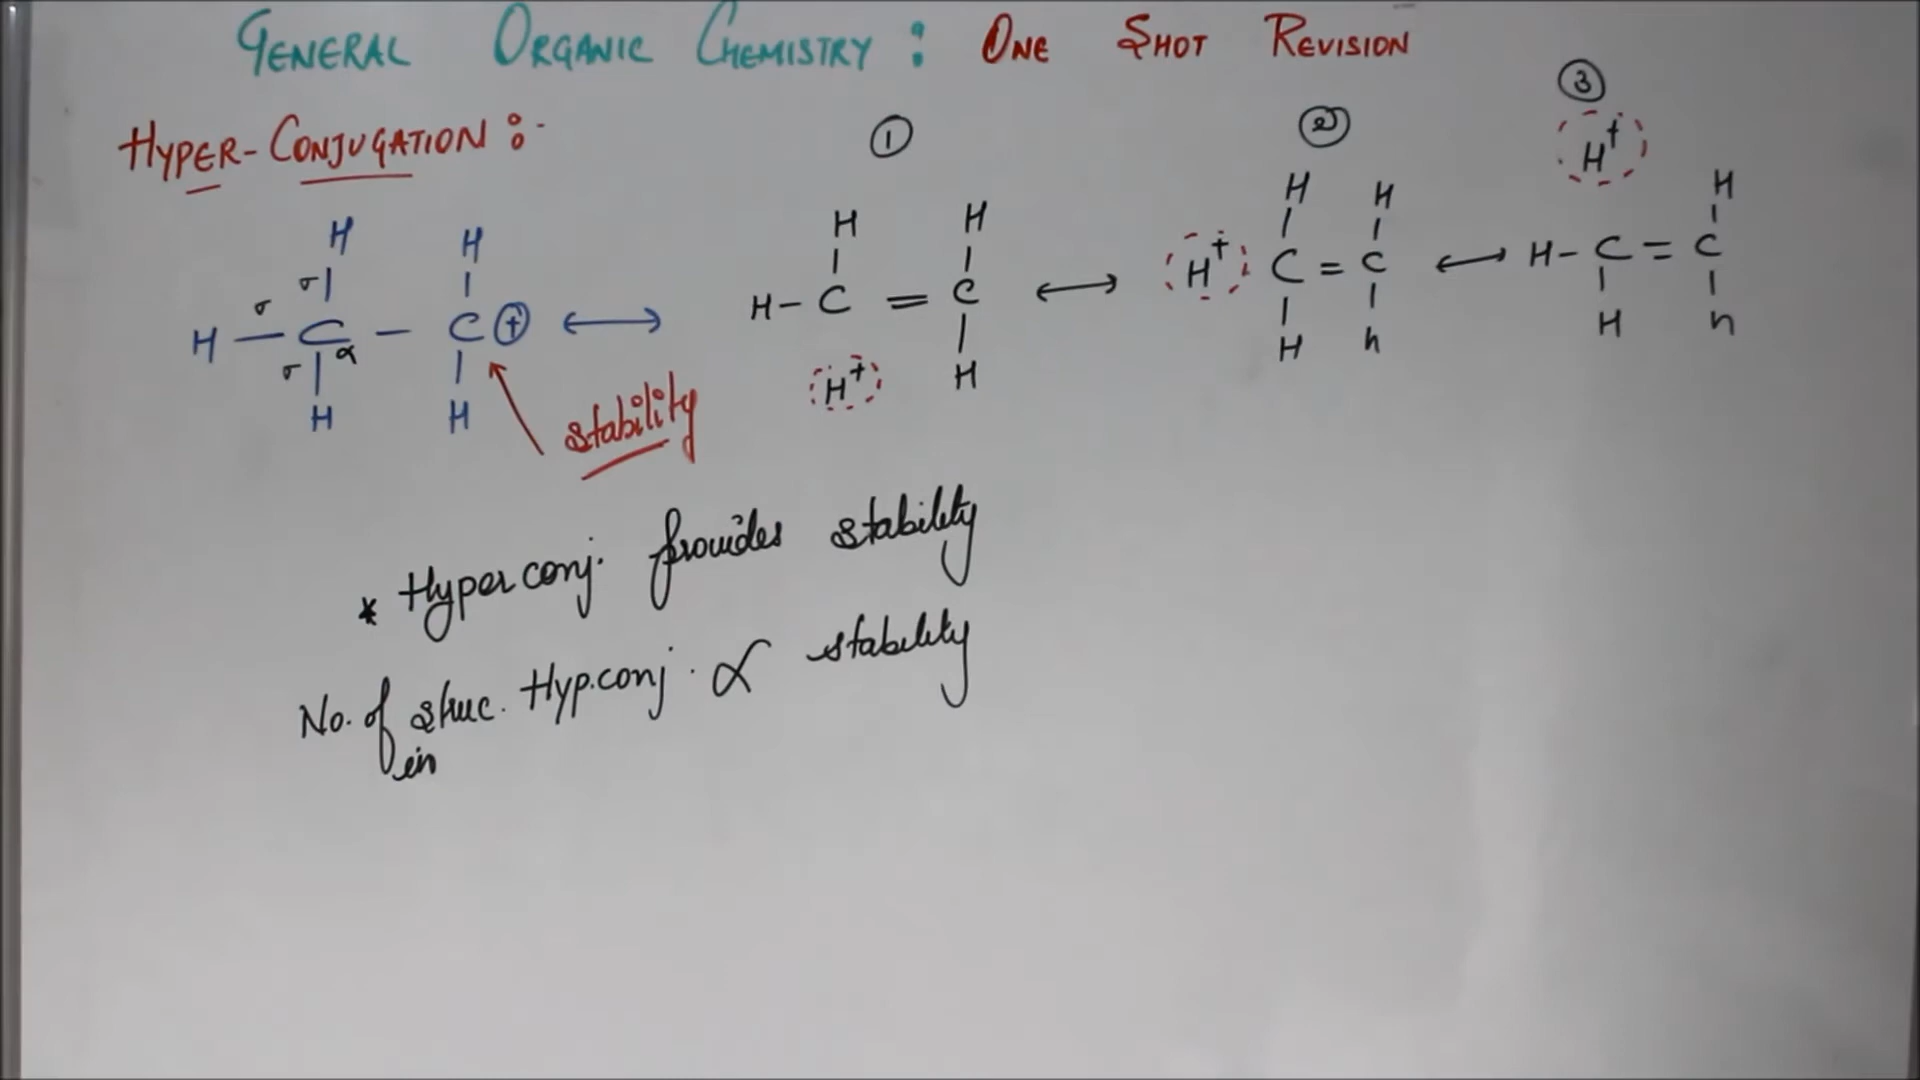 GENERAL ORGANIC CHEMISTRY : ONE SHOT REVISION
HYPER-CONJUGATION :-
① ② ③
H H H H H H H⁺ H
σ σ
H — C — C ⊕ ⟷ H - C = C ⟷ H⁺ C = C ⟷ H - C = C
σ α
H H H⁺ H H h H h
stability
* Hyperconj. provides stability
No. of struc. Hyp.conj. ∝ stability
in